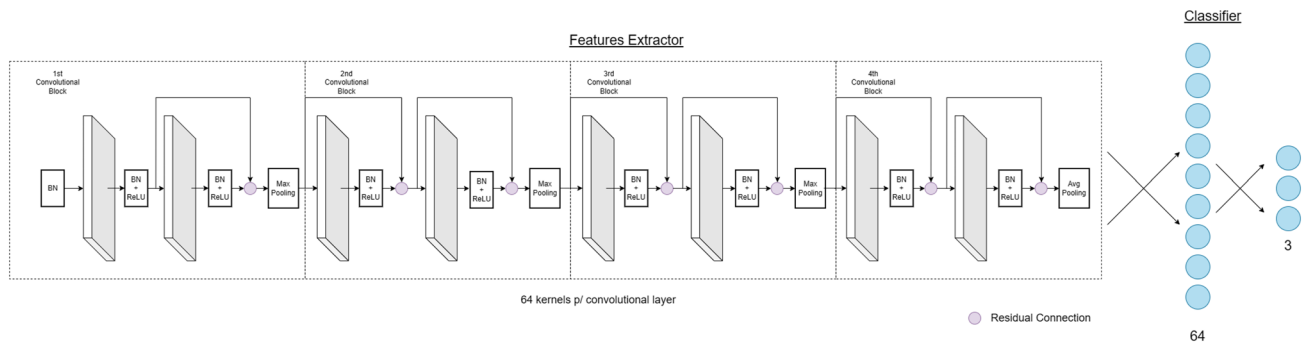 Classifier
Features Extractor
1st
Convolutional
Block
2nd
Convolutional
Block
3rd
Convolutional
Block
4th
Convolutional
Block
BN
BN
+
ReLU
BN
+
ReLU
Max
Pooling
BN
+
ReLU
BN
+
ReLU
Max
Pooling
BN
+
ReLU
BN
+
ReLU
Max
Pooling
BN
+
ReLU
BN
+
ReLU
Avg
Pooling
3
64 kernels p/ convolutional layer
Residual Connection
64